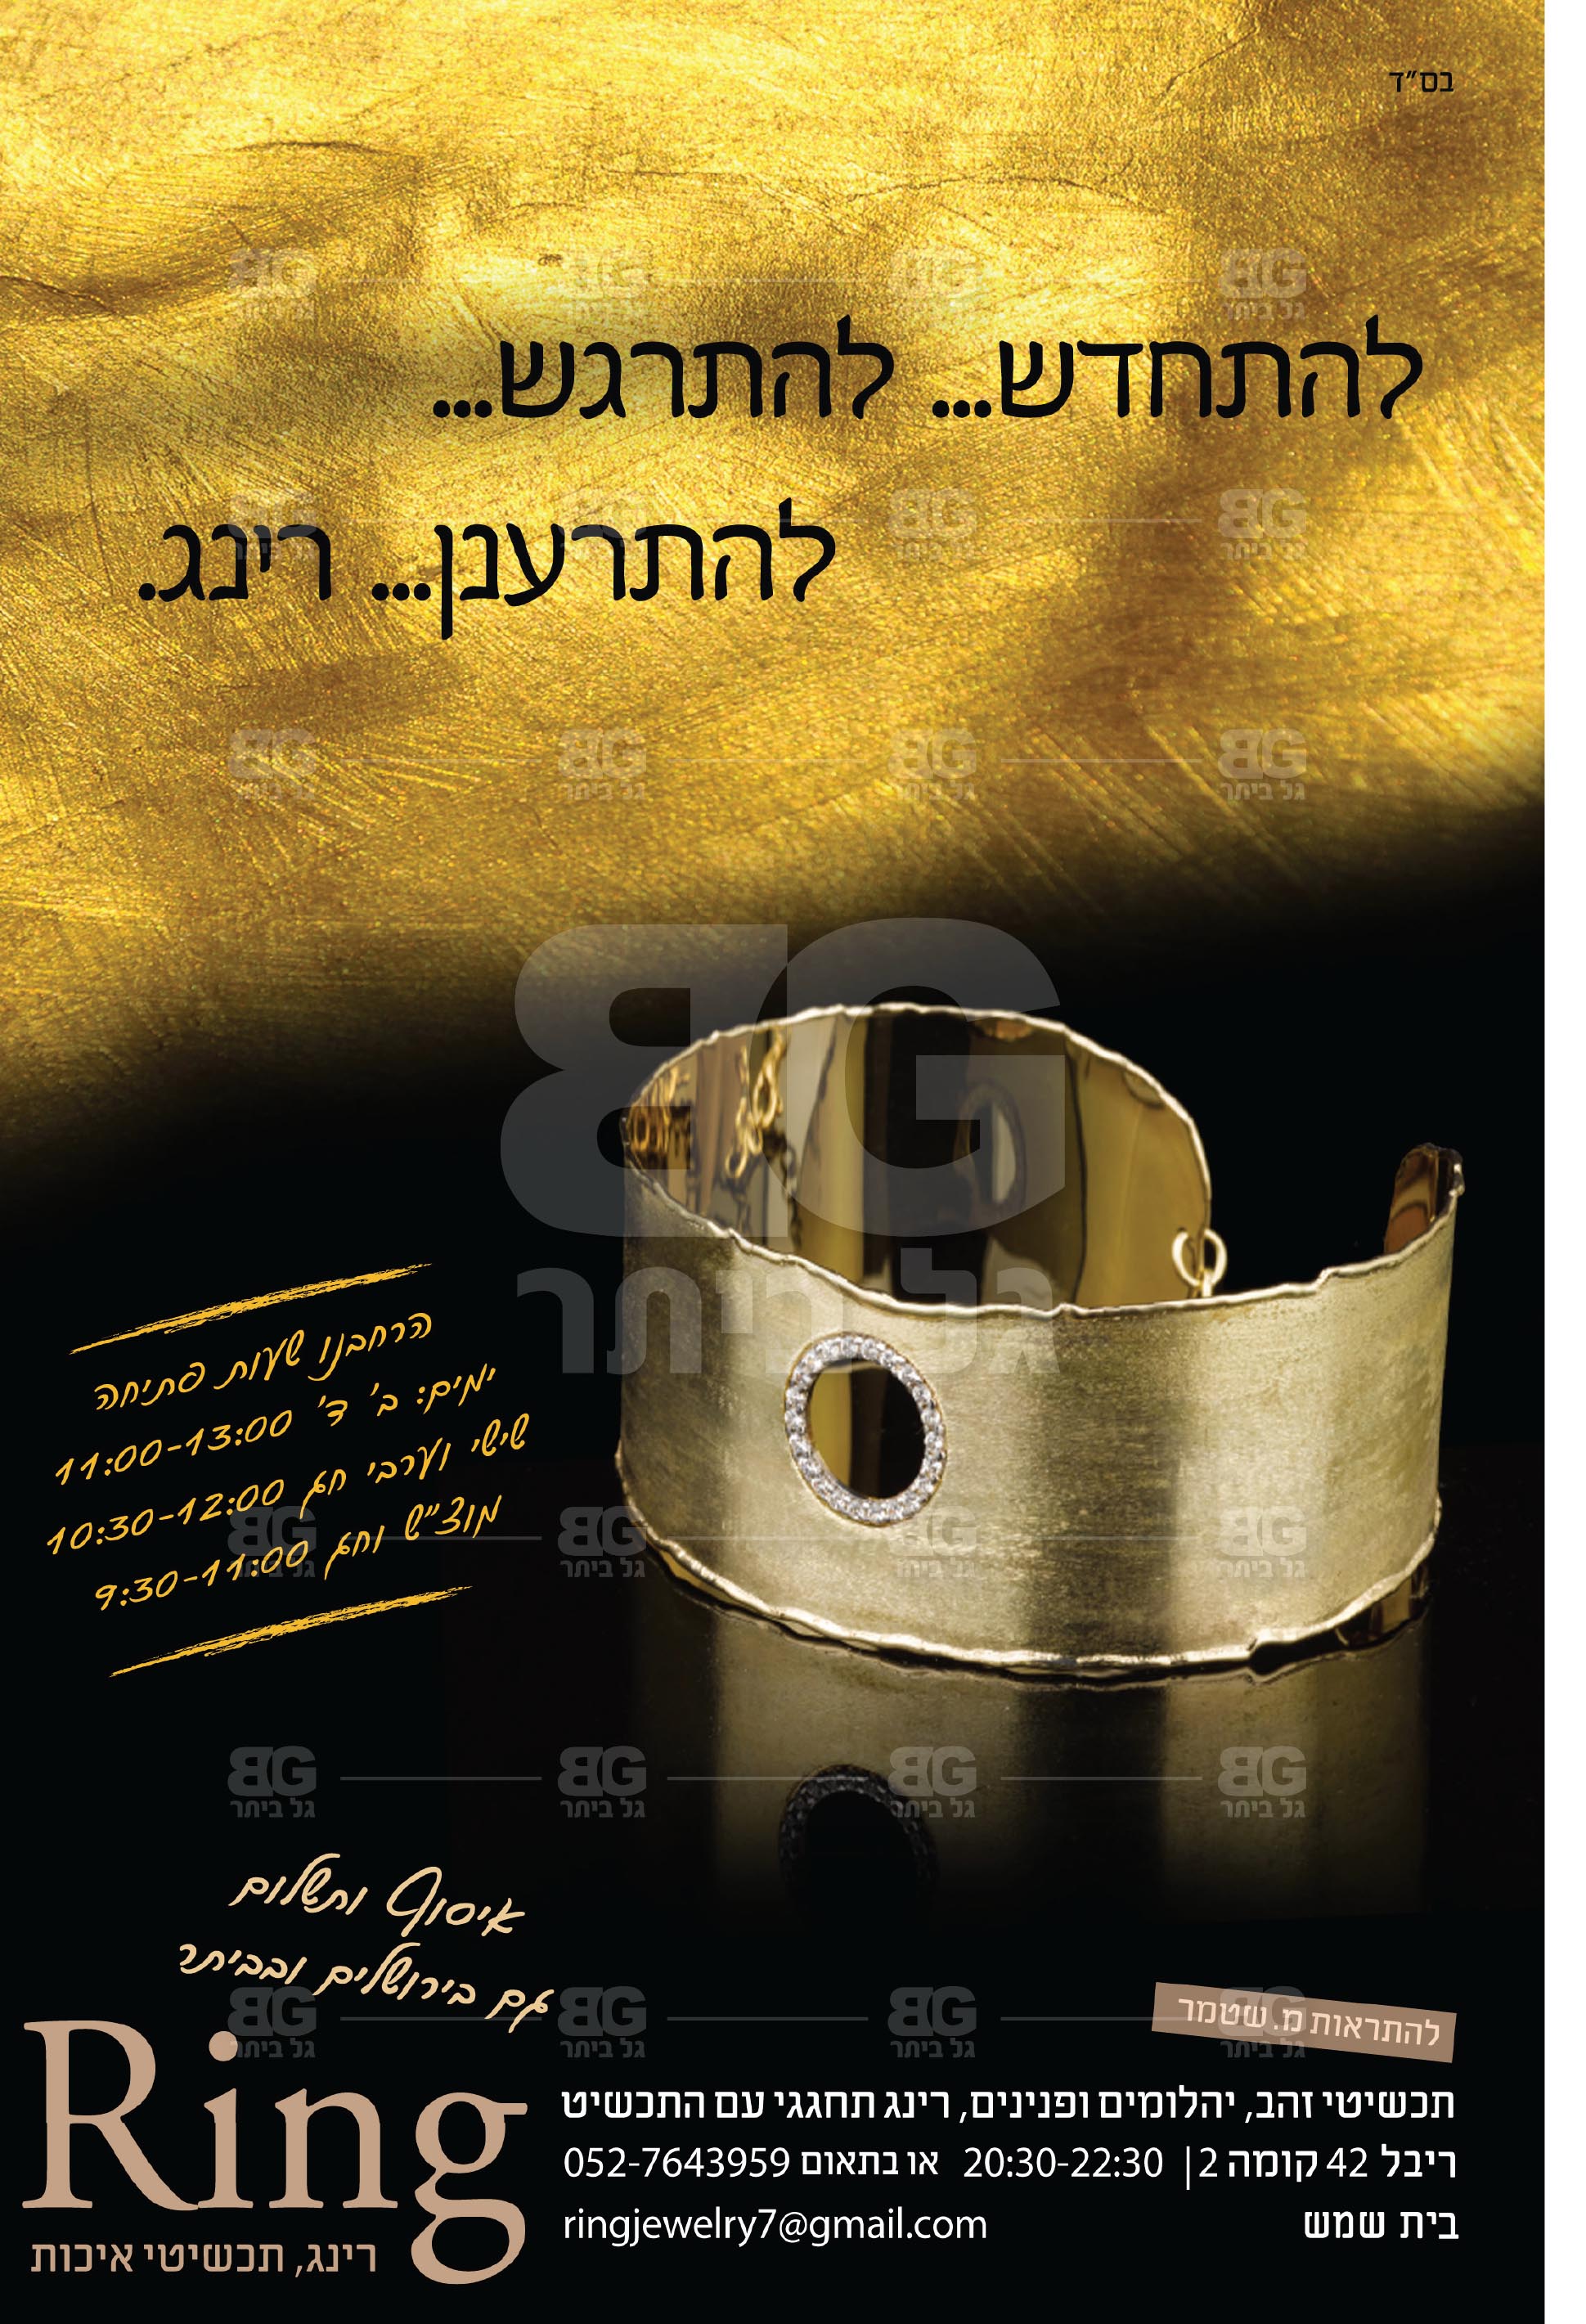 בס"ד
להתחדש... להתרגש...
להתרענן... רינג.
הרחבנו שעות פתיחה
ימים: ב' ד' 11:00-13:00
שישי וערבי חג 10:30-12:00
מוצ"ש וחג 9:30-11:00
איסוף ותשלום
גם בירושלים ובביתר
להתראות מ. שטמר
תכשיטי זהב, יהלומים ופנינים, רינג תחגגי עם התכשיט
ריבל 42 קומה 2| 20:30-22:30 או בתאום 052-7643959
בית שמש ringjewelry7@gmail.com
Ring
רינג, תכשיטי איכות
BG
גל ביתר